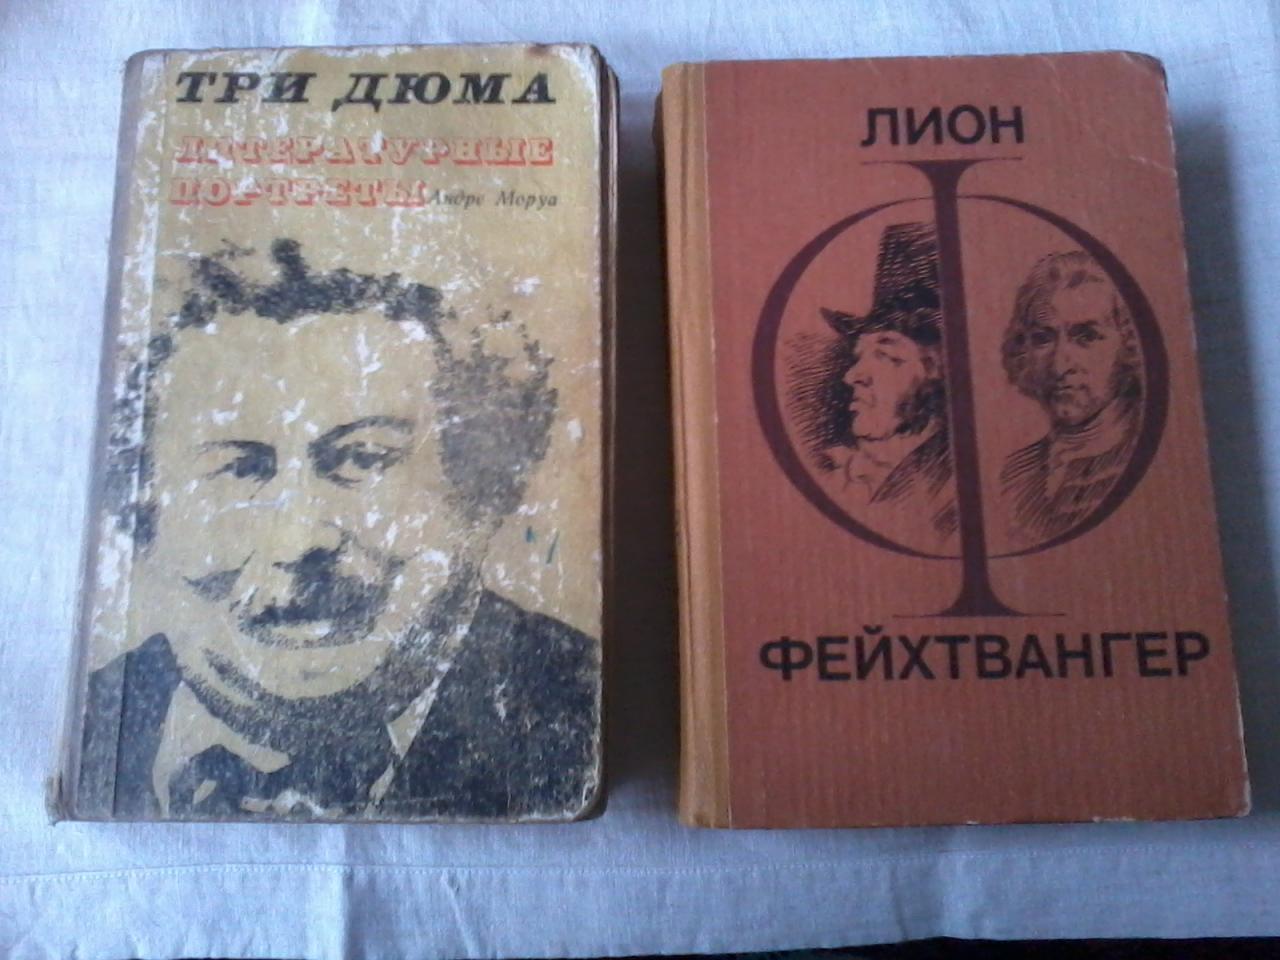 ТРИ ДЮМА
ЛИТЕРАТУРНЫЕ
ПОРТРЕТЫ Андре Моруа
ЛИОН
Ф
ФЕЙХТВАНГЕР